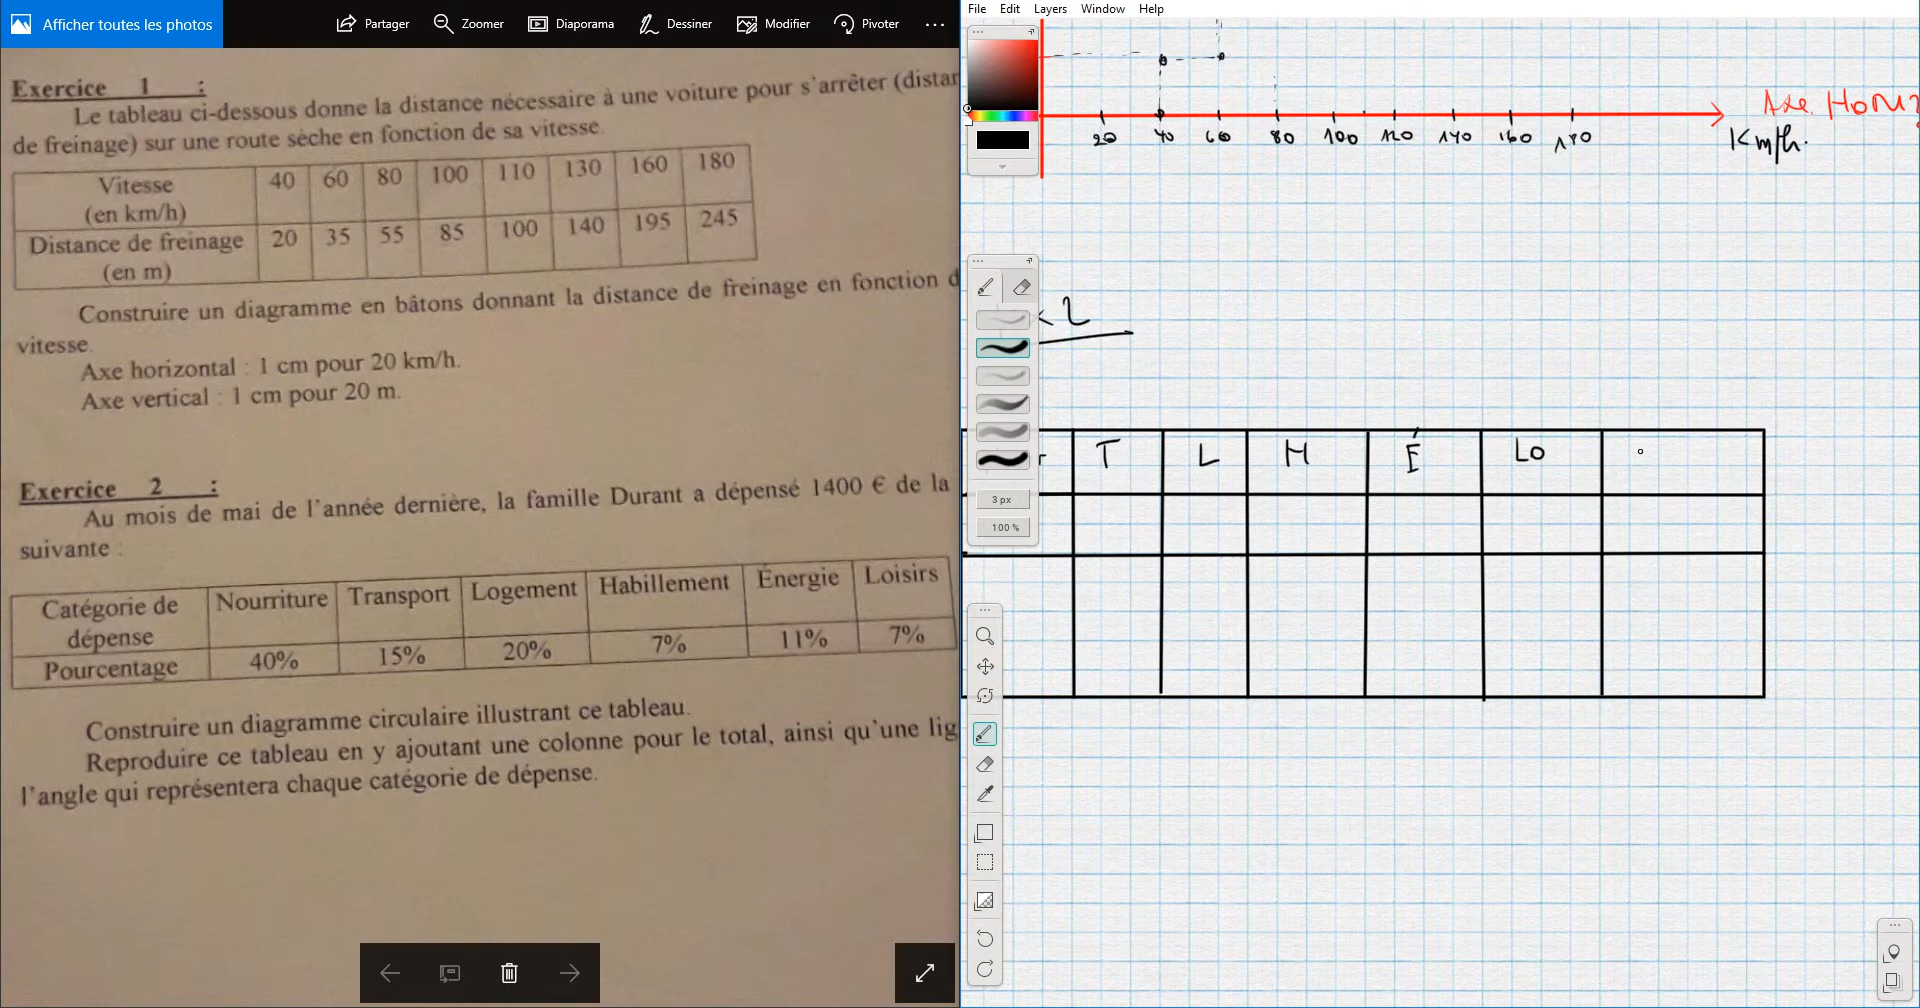 Afficher toutes les photos
Partager
Zoomer
Diaporama
Dessiner
Modifier
Pivoter
Exercice 1 :
Le tableau ci-dessous donne la distance nécessaire à une voiture pour s'arrêter (distan
de freinage) sur une route sèche en fonction de sa vitesse.
Vitesse (en km/h) 40 60 80 100 110 130 160 180
Distance de freinage (en m) 20 35 55 85 100 140 195 245
Construire un diagramme en bâtons donnant la distance de freinage en fonction d
vitesse.
Axe horizontal : 1 cm pour 20 km/h.
Axe vertical : 1 cm pour 20 m.
Exercice 2 :
Au mois de mai de l'année dernière, la famille Durant a dépensé 1400 € de la
suivante :
Catégorie de dépense Nourriture Transport Logement Habillement Énergie Loisirs
Pourcentage 40% 15% 20% 7% 11% 7%
Construire un diagramme circulaire illustrant ce tableau.
Reproduire ce tableau en y ajoutant une colonne pour le total, ainsi qu'une lig
l'angle qui représentera chaque catégorie de dépense.
File Edit Layers Window Help
Axe Horiz
20 40 60 80 100 120 140 160 180
Km/h.
2
T L H É Lo
3 px
100 %